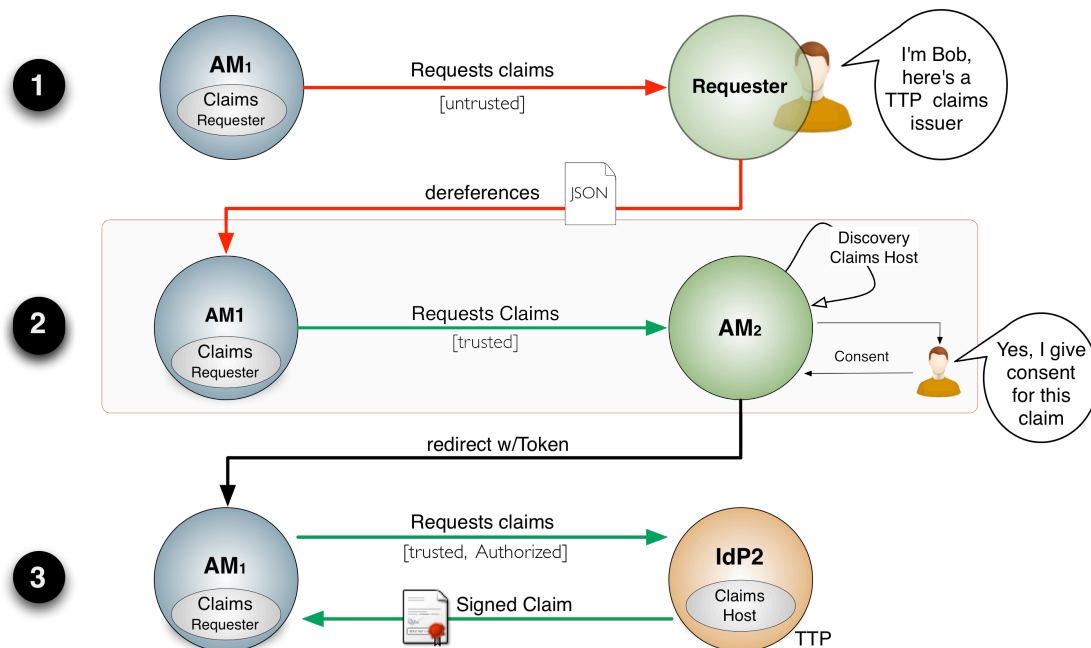 1
AM1
Claims
Requester
Requests claims
[untrusted]
Requester
I'm Bob,
here's a
TTP claims
issuer
dereferences
JSON
2
AM1
Claims
Requester
Requests Claims
[trusted]
AM2
Discovery
Claims Host
Consent
Yes, I give
consent
for this
claim
redirect w/Token
3
AM1
Claims
Requester
Requests claims
[trusted, Authorized]
Signed Claim
IdP2
Claims
Host
TTP